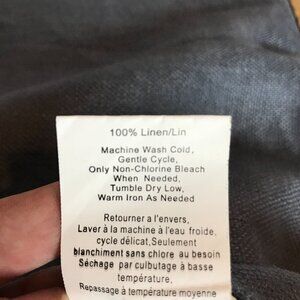 100% Linen/Lin
Machine Wash Cold,
Gentle Cycle,
Only Non-Chlorine Bleach
When Needed,
Tumble Dry Low,
Warm Iron As Needed
Retourner a l'envers,
Laver à la machine à l'eau froide,
cycle délicat,Seulement
blanchiment sans chlore au besoin
Séchage par culbutage à basse
température,
Repassage à température moyenne